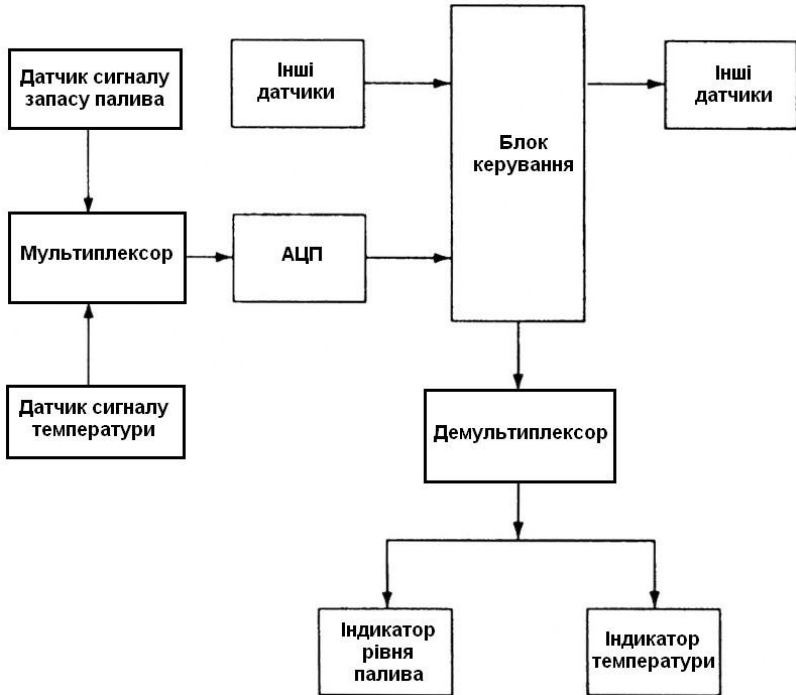 Датчик сигналу
запасу палива
Інші
датчики
Блок
керування
Інші
датчики
Мультиплексор
АЦП
Датчик сигналу
температури
Демультиплексор
Індикатор
рівня
палива
Індикатор
температури